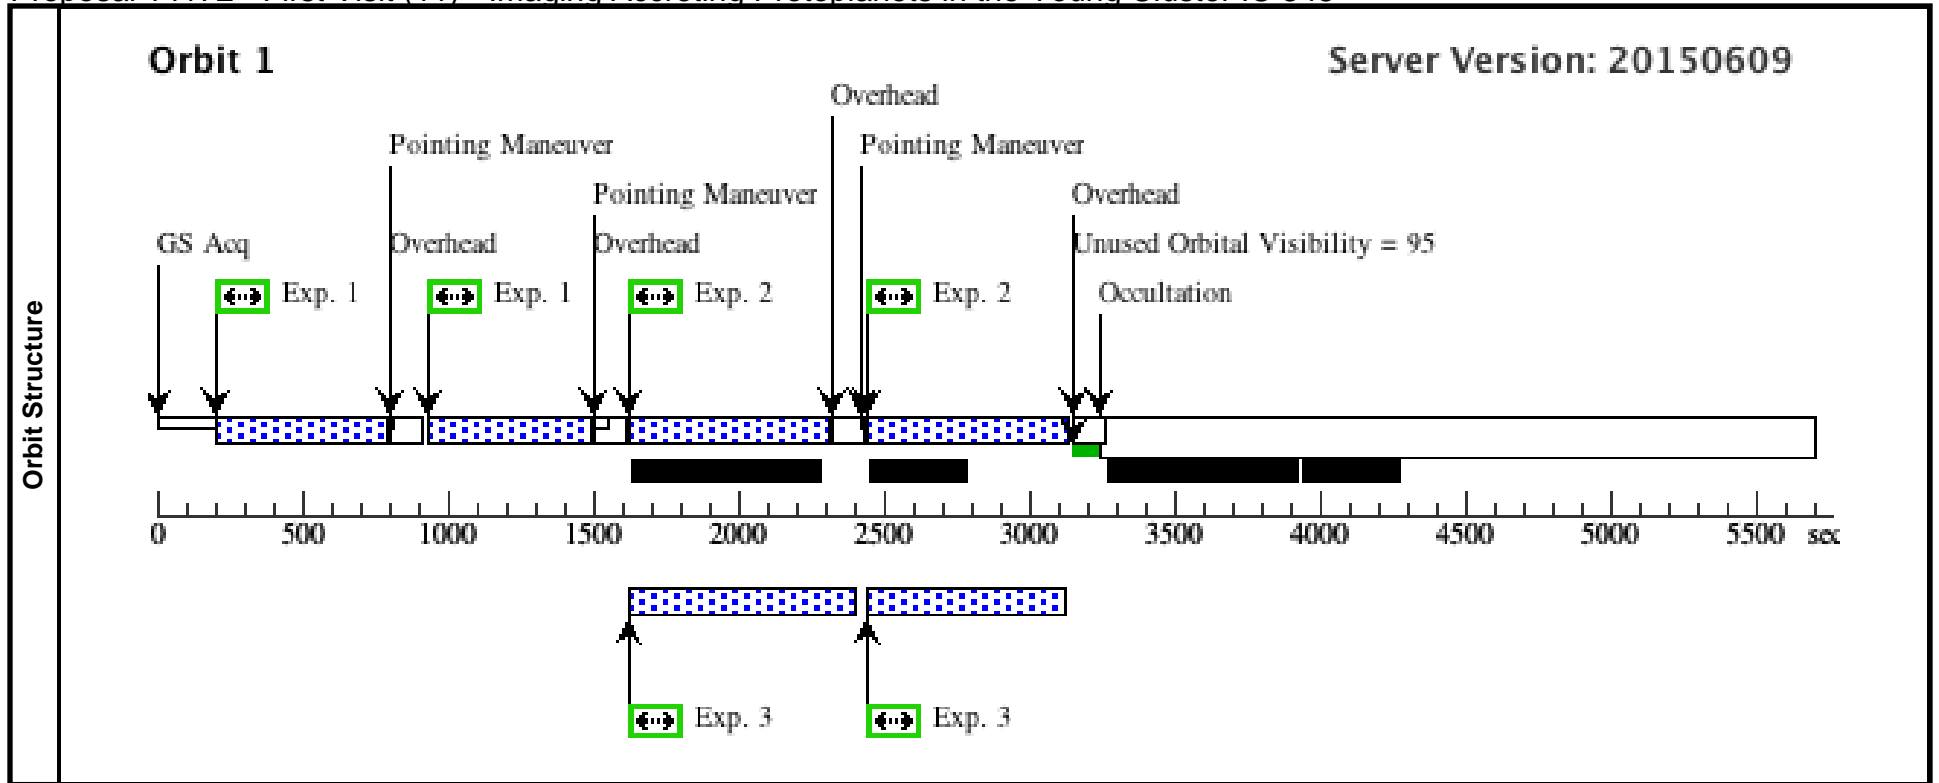 Orbit 1
Server Version: 20150609
Overhead
Pointing Maneuver
Pointing Maneuver
Pointing Maneuver
Overhead
GS Acq
Overhead
Overhead
Unused Orbital Visibility = 95
Exp. 1
Exp. 1
Exp. 2
Exp. 2
Occultation
Orbit Structure
0 500 1000 1500 2000 2500 3000 3500 4000 4500 5000 5500 sec
Exp. 3
Exp. 3